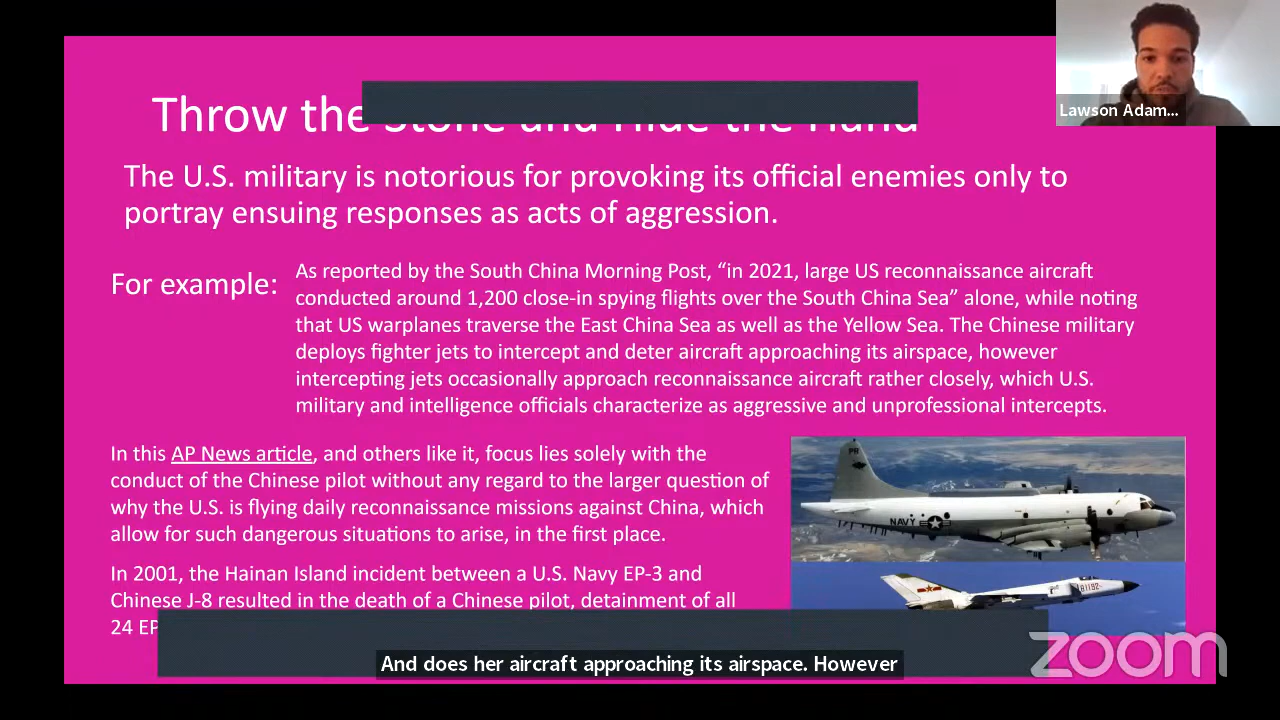 Throw the Stone and Hide the Hand
Lawson Adam...
The U.S. military is notorious for provoking its official enemies only to
portray ensuing responses as acts of aggression.
For example:
As reported by the South China Morning Post, “in 2021, large US reconnaissance aircraft
conducted around 1,200 close-in spying flights over the South China Sea” alone, while noting
that US warplanes traverse the East China Sea as well as the Yellow Sea. The Chinese military
deploys fighter jets to intercept and deter aircraft approaching its airspace, however
intercepting jets occasionally approach reconnaissance aircraft rather closely, which U.S.
military and intelligence officials characterize as aggressive and unprofessional intercepts.
In this AP News article, and others like it, focus lies solely with the
conduct of the Chinese pilot without any regard to the larger question of
why the U.S. is flying daily reconnaissance missions against China, which
allow for such dangerous situations to arise, in the first place.
In 2001, the Hainan Island incident between a U.S. Navy EP-3 and
Chinese J-8 resulted in the death of a Chinese pilot, detainment of all
24 EP
PR
NAVY
81192
And does her aircraft approaching its airspace. However
zoom